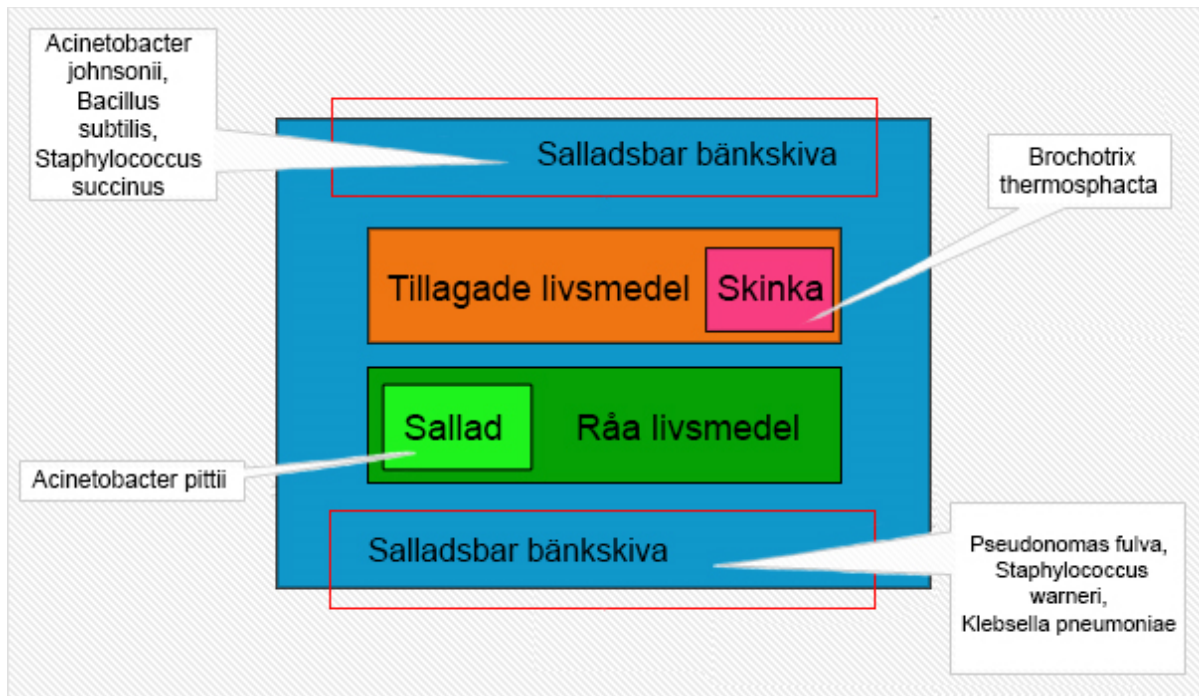 Acinetobacter
johnsonii,
Bacillus
subtilis,
Staphylococcus
succinus
Salladsbar bänkskiva
Brochotrix
thermosphacta
Tillagade livsmedel
Skinka
Sallad
Råa livsmedel
Acinetobacter pittii
Salladsbar bänkskiva
Pseudonomas fulva,
Staphylococcus
warneri,
Klebsella pneumoniae